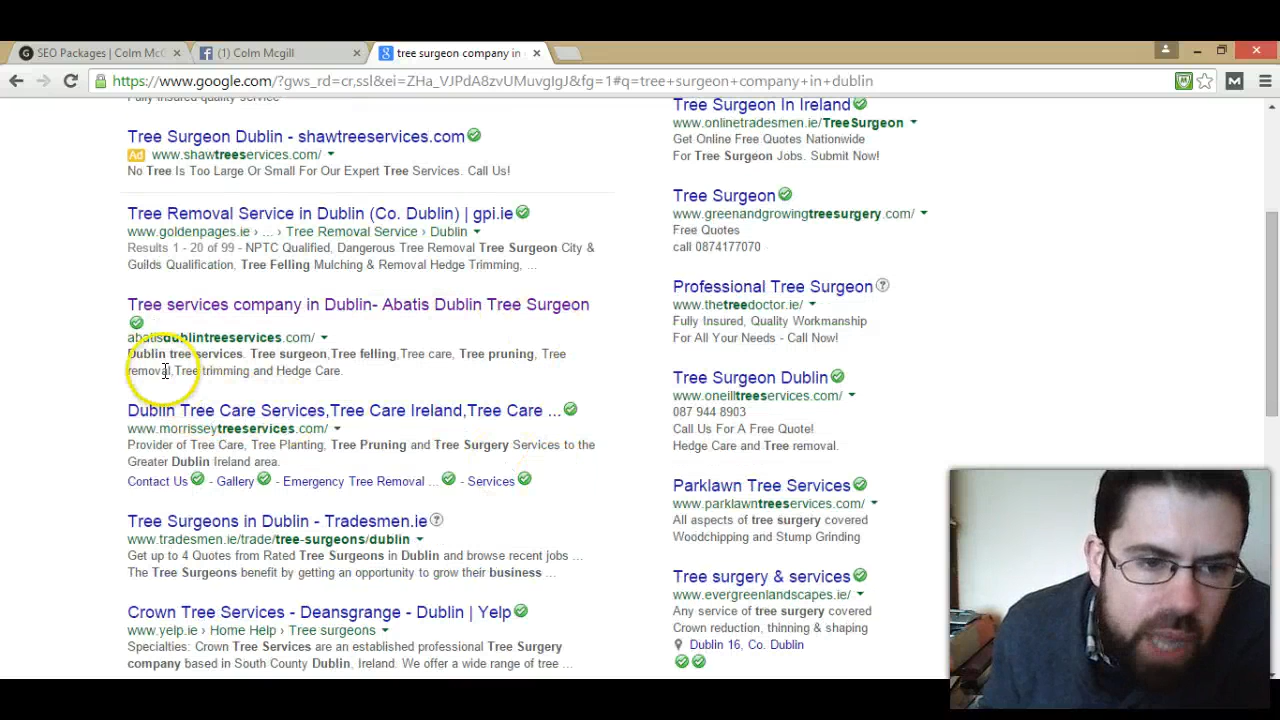 SEO Packages | Colm McG
(1) Colm Mcgill
tree surgeon company in
https://www.google.com/?gws_rd=cr,ssl&ei=ZHa_VJPdA8zvUMuvgIgJ&fg=1#q=tree+surgeon+company+in+dublin
Fully insured quality service
Tree Surgeon Dublin - shawtreeservices.com
Ad www.shawtreeservices.com/
No Tree Is Too Large Or Small For Our Expert Tree Services. Call Us!
Tree Removal Service in Dublin (Co. Dublin) | gpi.ie
www.goldenpages.ie › ... › Tree Removal Service › Dublin
Results 1 - 20 of 99 - NPTC Qualified, Dangerous Tree Removal Tree Surgeon City &
Guilds Qualification, Tree Felling Mulching & Removal Hedge Trimming, ...
Tree services company in Dublin- Abatis Dublin Tree Surgeon
abatisdublintreeservices.com/
Dublin tree services. Tree surgeon,Tree felling,Tree care, Tree pruning, Tree
removal,Tree trimming and Hedge Care.
Dublin Tree Care Services,Tree Care Ireland,Tree Care ...
www.morrisseytreeservices.com/
Provider of Tree Care, Tree Planting, Tree Pruning and Tree Surgery Services to the
Greater Dublin Ireland area.
Contact Us - Gallery - Emergency Tree Removal ... - Services
Tree Surgeons in Dublin - Tradesmen.ie
www.tradesmen.ie/trade/tree-surgeons/dublin
Get up to 4 Quotes from Rated Tree Surgeons in Dublin and browse recent jobs ...
The Tree Surgeons benefit by getting an opportunity to grow their business ...
Crown Tree Services - Deansgrange - Dublin | Yelp
www.yelp.ie › Home Help › Tree surgeons
Specialties: Crown Tree Services are an established professional Tree Surgery
company based in South County Dublin, Ireland. We offer a wide range of tree ...
Tree Surgeon In Ireland
www.onlinetradesmen.ie/TreeSurgeon
Get Online Free Quotes Nationwide
For Tree Surgeon Jobs. Submit Now!
Tree Surgeon
www.greenandgrowingtreesurgery.com/
Free Quotes
call 0874177070
Professional Tree Surgeon
www.thetreedoctor.ie/
Fully Insured, Quality Workmanship
For All Your Needs - Call Now!
Tree Surgeon Dublin
www.oneilltreeservices.com/
087 944 8903
Call Us For A Free Quote!
Hedge Care and Tree removal.
Parklawn Tree Services
www.parklawntreeservices.com/
All aspects of tree surgery covered
Woodchipping and Stump Grinding
Tree surgery & services
www.evergreenlandscapes.ie/
Any service of tree surgery covered
Crown reduction, thinning & shaping
Dublin 16, Co. Dublin